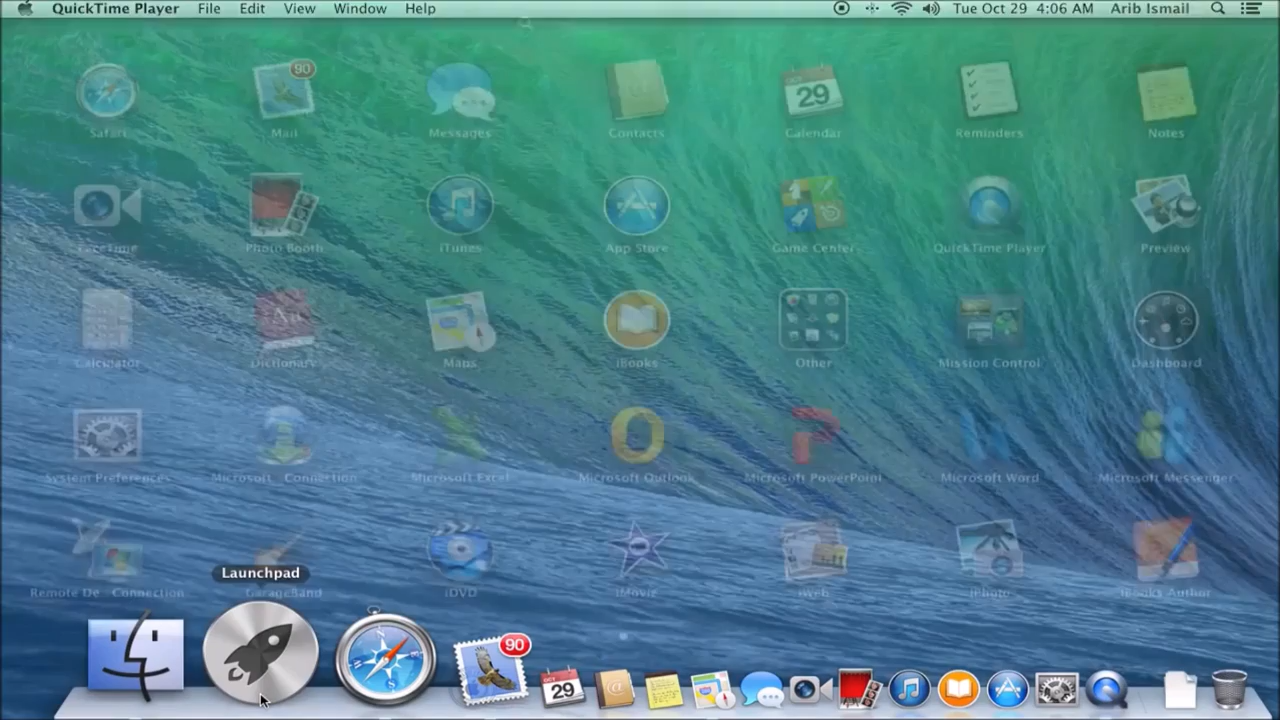 QuickTime Player File Edit View Window Help Tue Oct 29 4:06 AM Arib Ismail
90
29
Safari Mail Messages Contacts Calendar Reminders Notes
FaceTime Photo Booth iTunes App Store Game Center QuickTime Player Preview
Calculator Dictionary Maps iBooks Other Mission Control Dashboard
System Preferences Microsoft Connection Microsoft Excel Microsoft Outlook Microsoft PowerPoint Microsoft Word Microsoft Messenger
Launchpad
Remote De... Connection GarageBand iDVD iMovie iWeb iPhoto iBooks Author
90
OCT
29